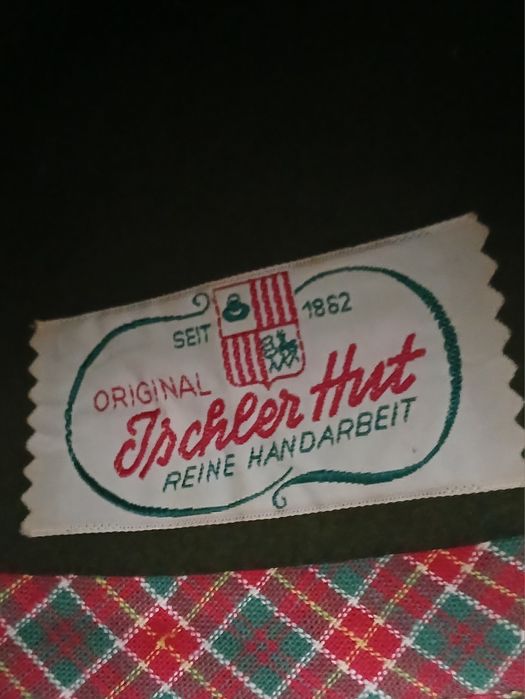 SEIT 1862
ORIGINAL
Ischler Hut
REINE HANDARBEIT